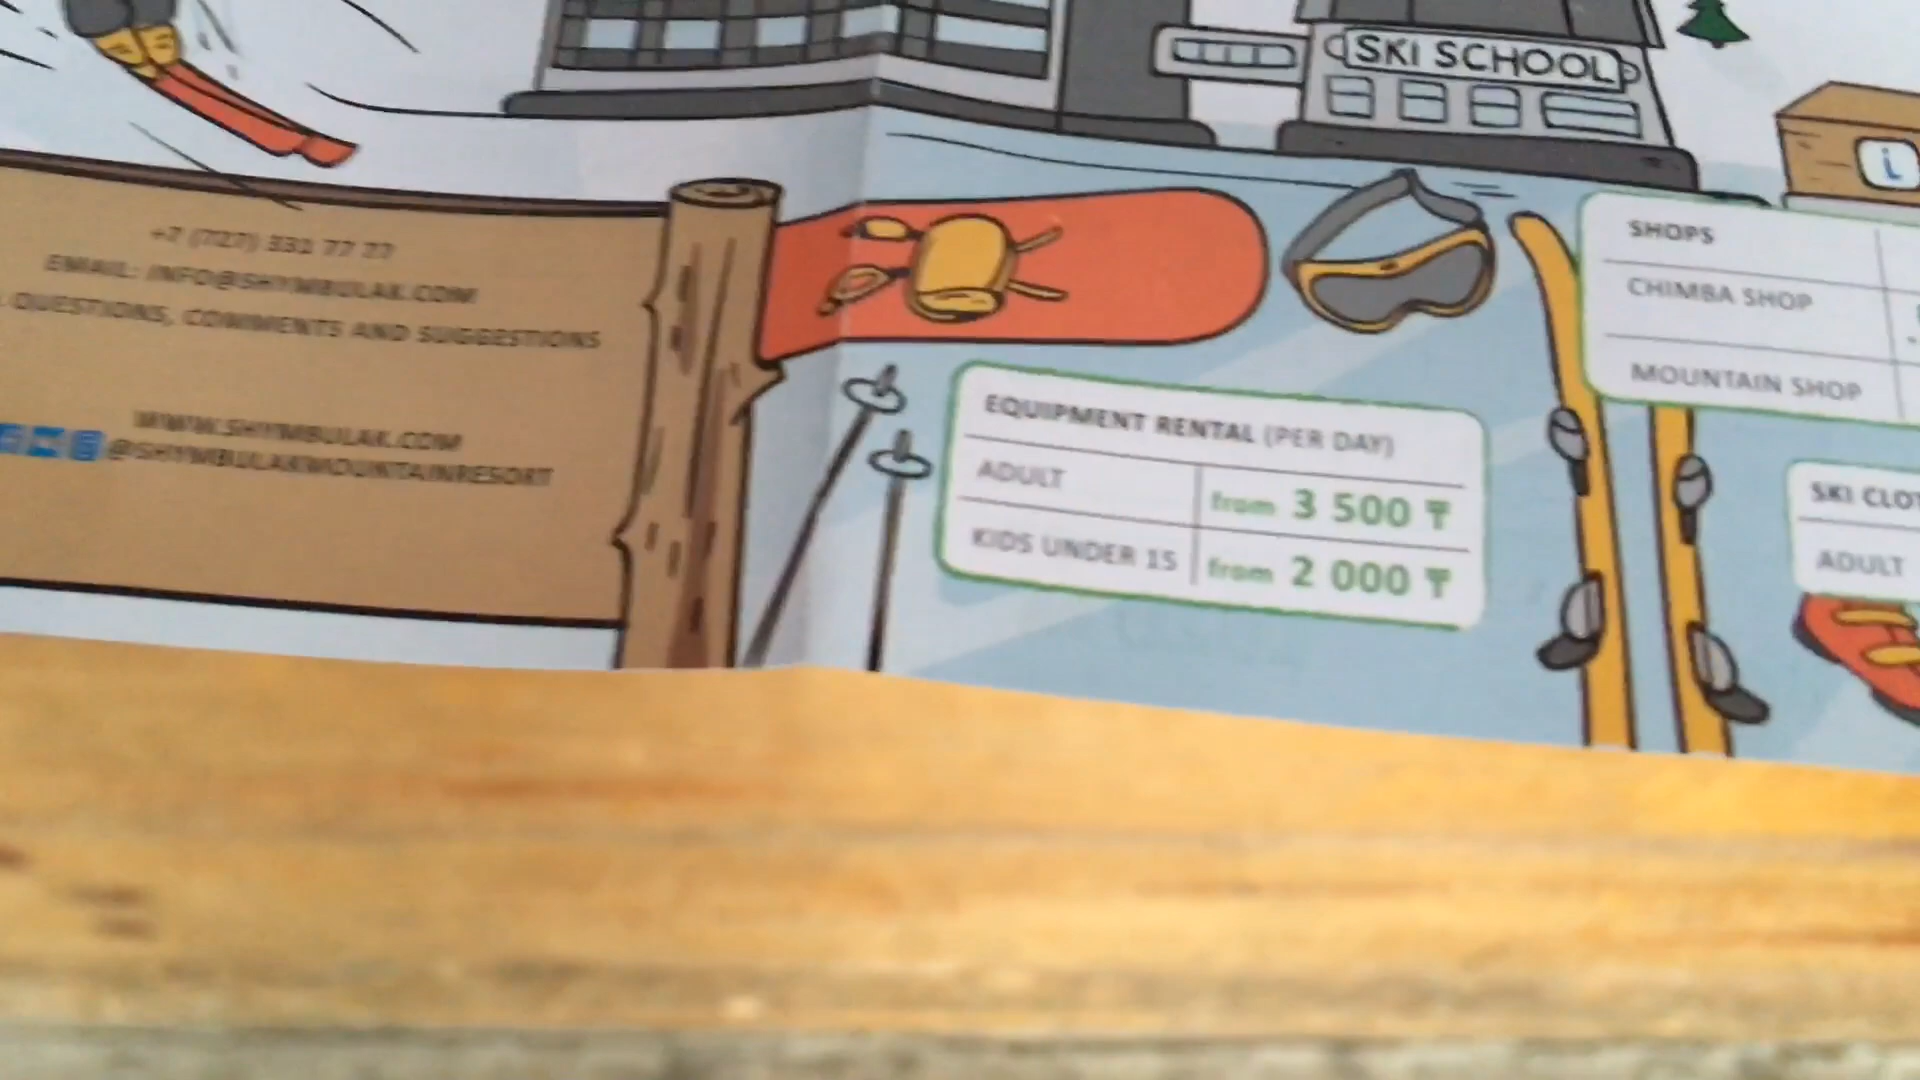 SKI SCHOOL
i
+7 (727) 331 77 77
EMAIL: INFO@SHYMBULAK.COM
QUESTIONS, COMMENTS AND SUGGESTIONS
WWW.SHYMBULAK.COM
@SHYMBULAKMOUNTAINRESORT
EQUIPMENT RENTAL (PER DAY)
ADULT from 3 500 ₸
KIDS UNDER 15 from 2 000 ₸
SHOPS
CHIMBA SHOP
MOUNTAIN SHOP
SKI CLOT
ADULT